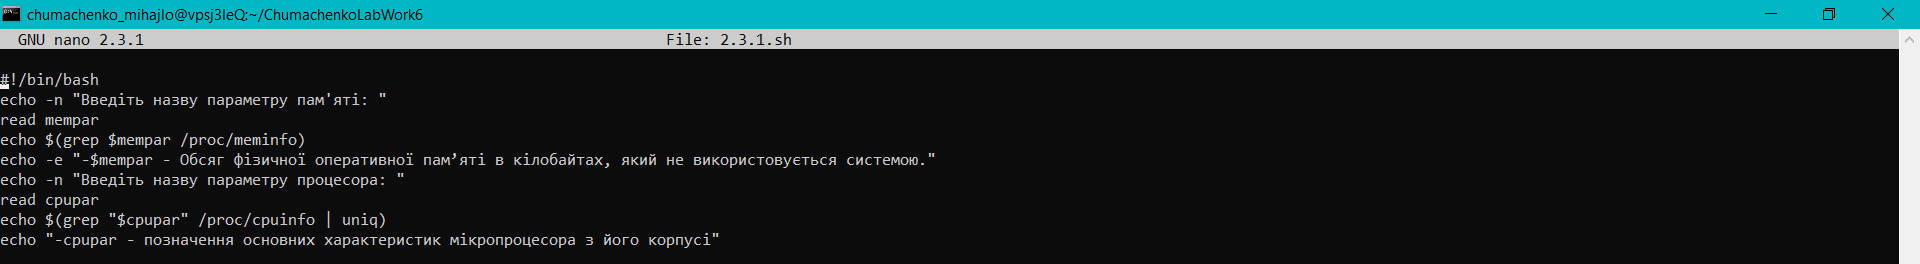 chumachenko_mihajlo@vpsj3leQ:~/ChumachenkoLabWork6
GNU nano 2.3.1 File: 2.3.1.sh
#!/bin/bash
echo -n "Введіть назву параметру пам'яті: "
read mempar
echo $(grep $mempar /proc/meminfo)
echo -e "-$mempar - Обсяг фізичної оперативної пам’яті в кілобайтах, який не використовується системою."
echo -n "Введіть назву параметру процесора: "
read cpupar
echo $(grep "$cpupar" /proc/cpuinfo | uniq)
echo "-cpupar - позначення основних характеристик мікропроцесора з його корпусі"